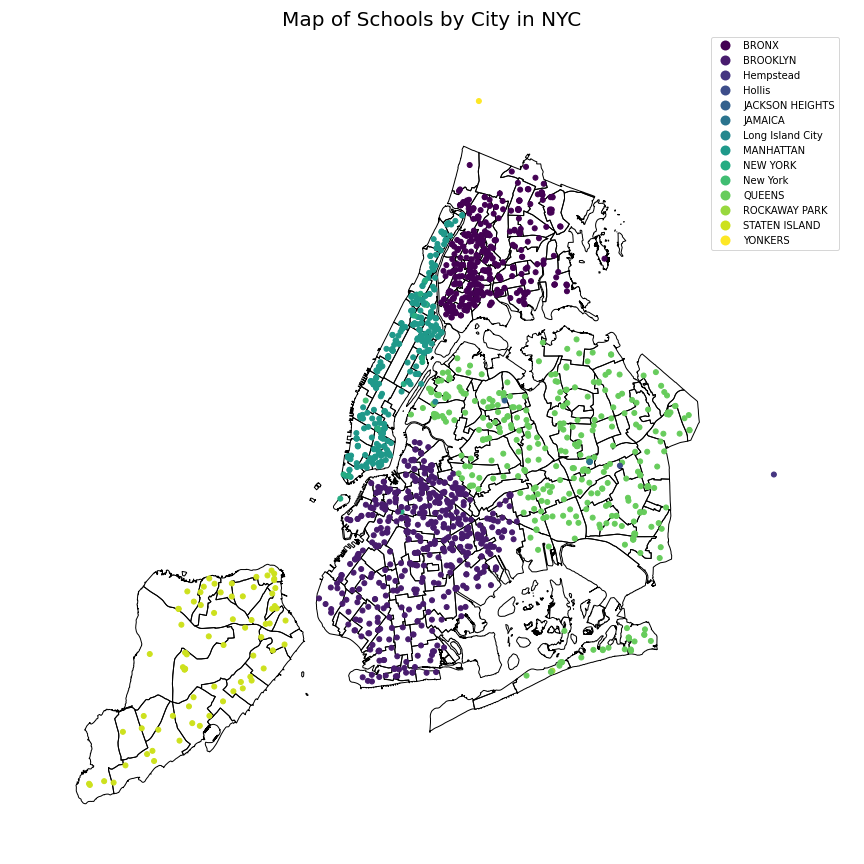 Map of Schools by City in NYC
BRONX
BROOKLYN
Hempstead
Hollis
JACKSON HEIGHTS
JAMAICA
Long Island City
MANHATTAN
NEW YORK
New York
QUEENS
ROCKAWAY PARK
STATEN ISLAND
YONKERS